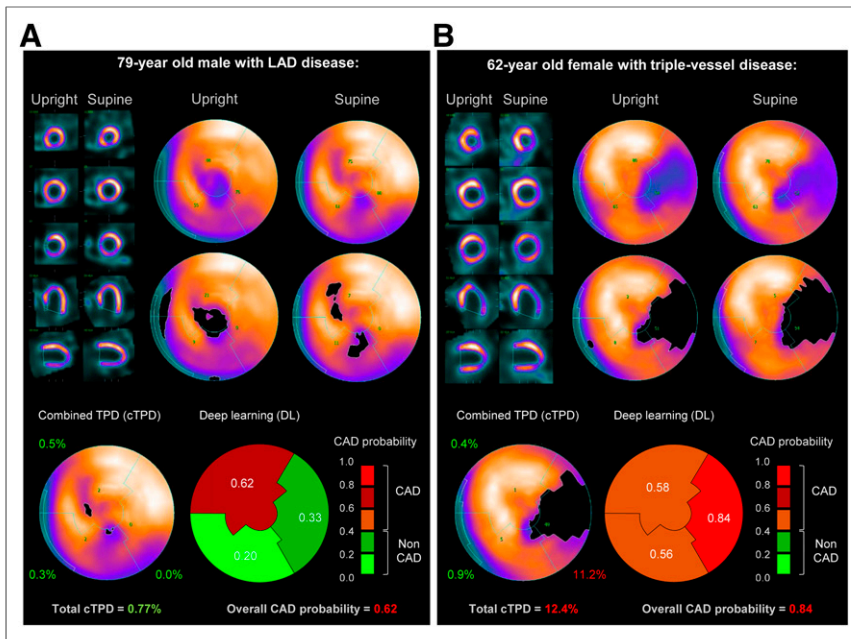 A
79-year old male with LAD disease:
Upright Supine Upright Supine
Combined TPD (cTPD) Deep learning (DL)
0.5%
0.3%
0.0%
0.62
0.33
0.20
CAD probability
1.0
0.8
0.6
0.4
0.2
0.0
CAD
Non
CAD
Total cTPD = 0.77% Overall CAD probability = 0.62
B
62-year old female with triple-vessel disease:
Upright Supine Upright Supine
Combined TPD (cTPD) Deep learning (DL)
0.4%
0.9%
11.2%
0.58
0.84
0.56
CAD probability
1.0
0.8
0.6
0.4
0.2
0.0
CAD
Non
CAD
Total cTPD = 12.4% Overall CAD probability = 0.84